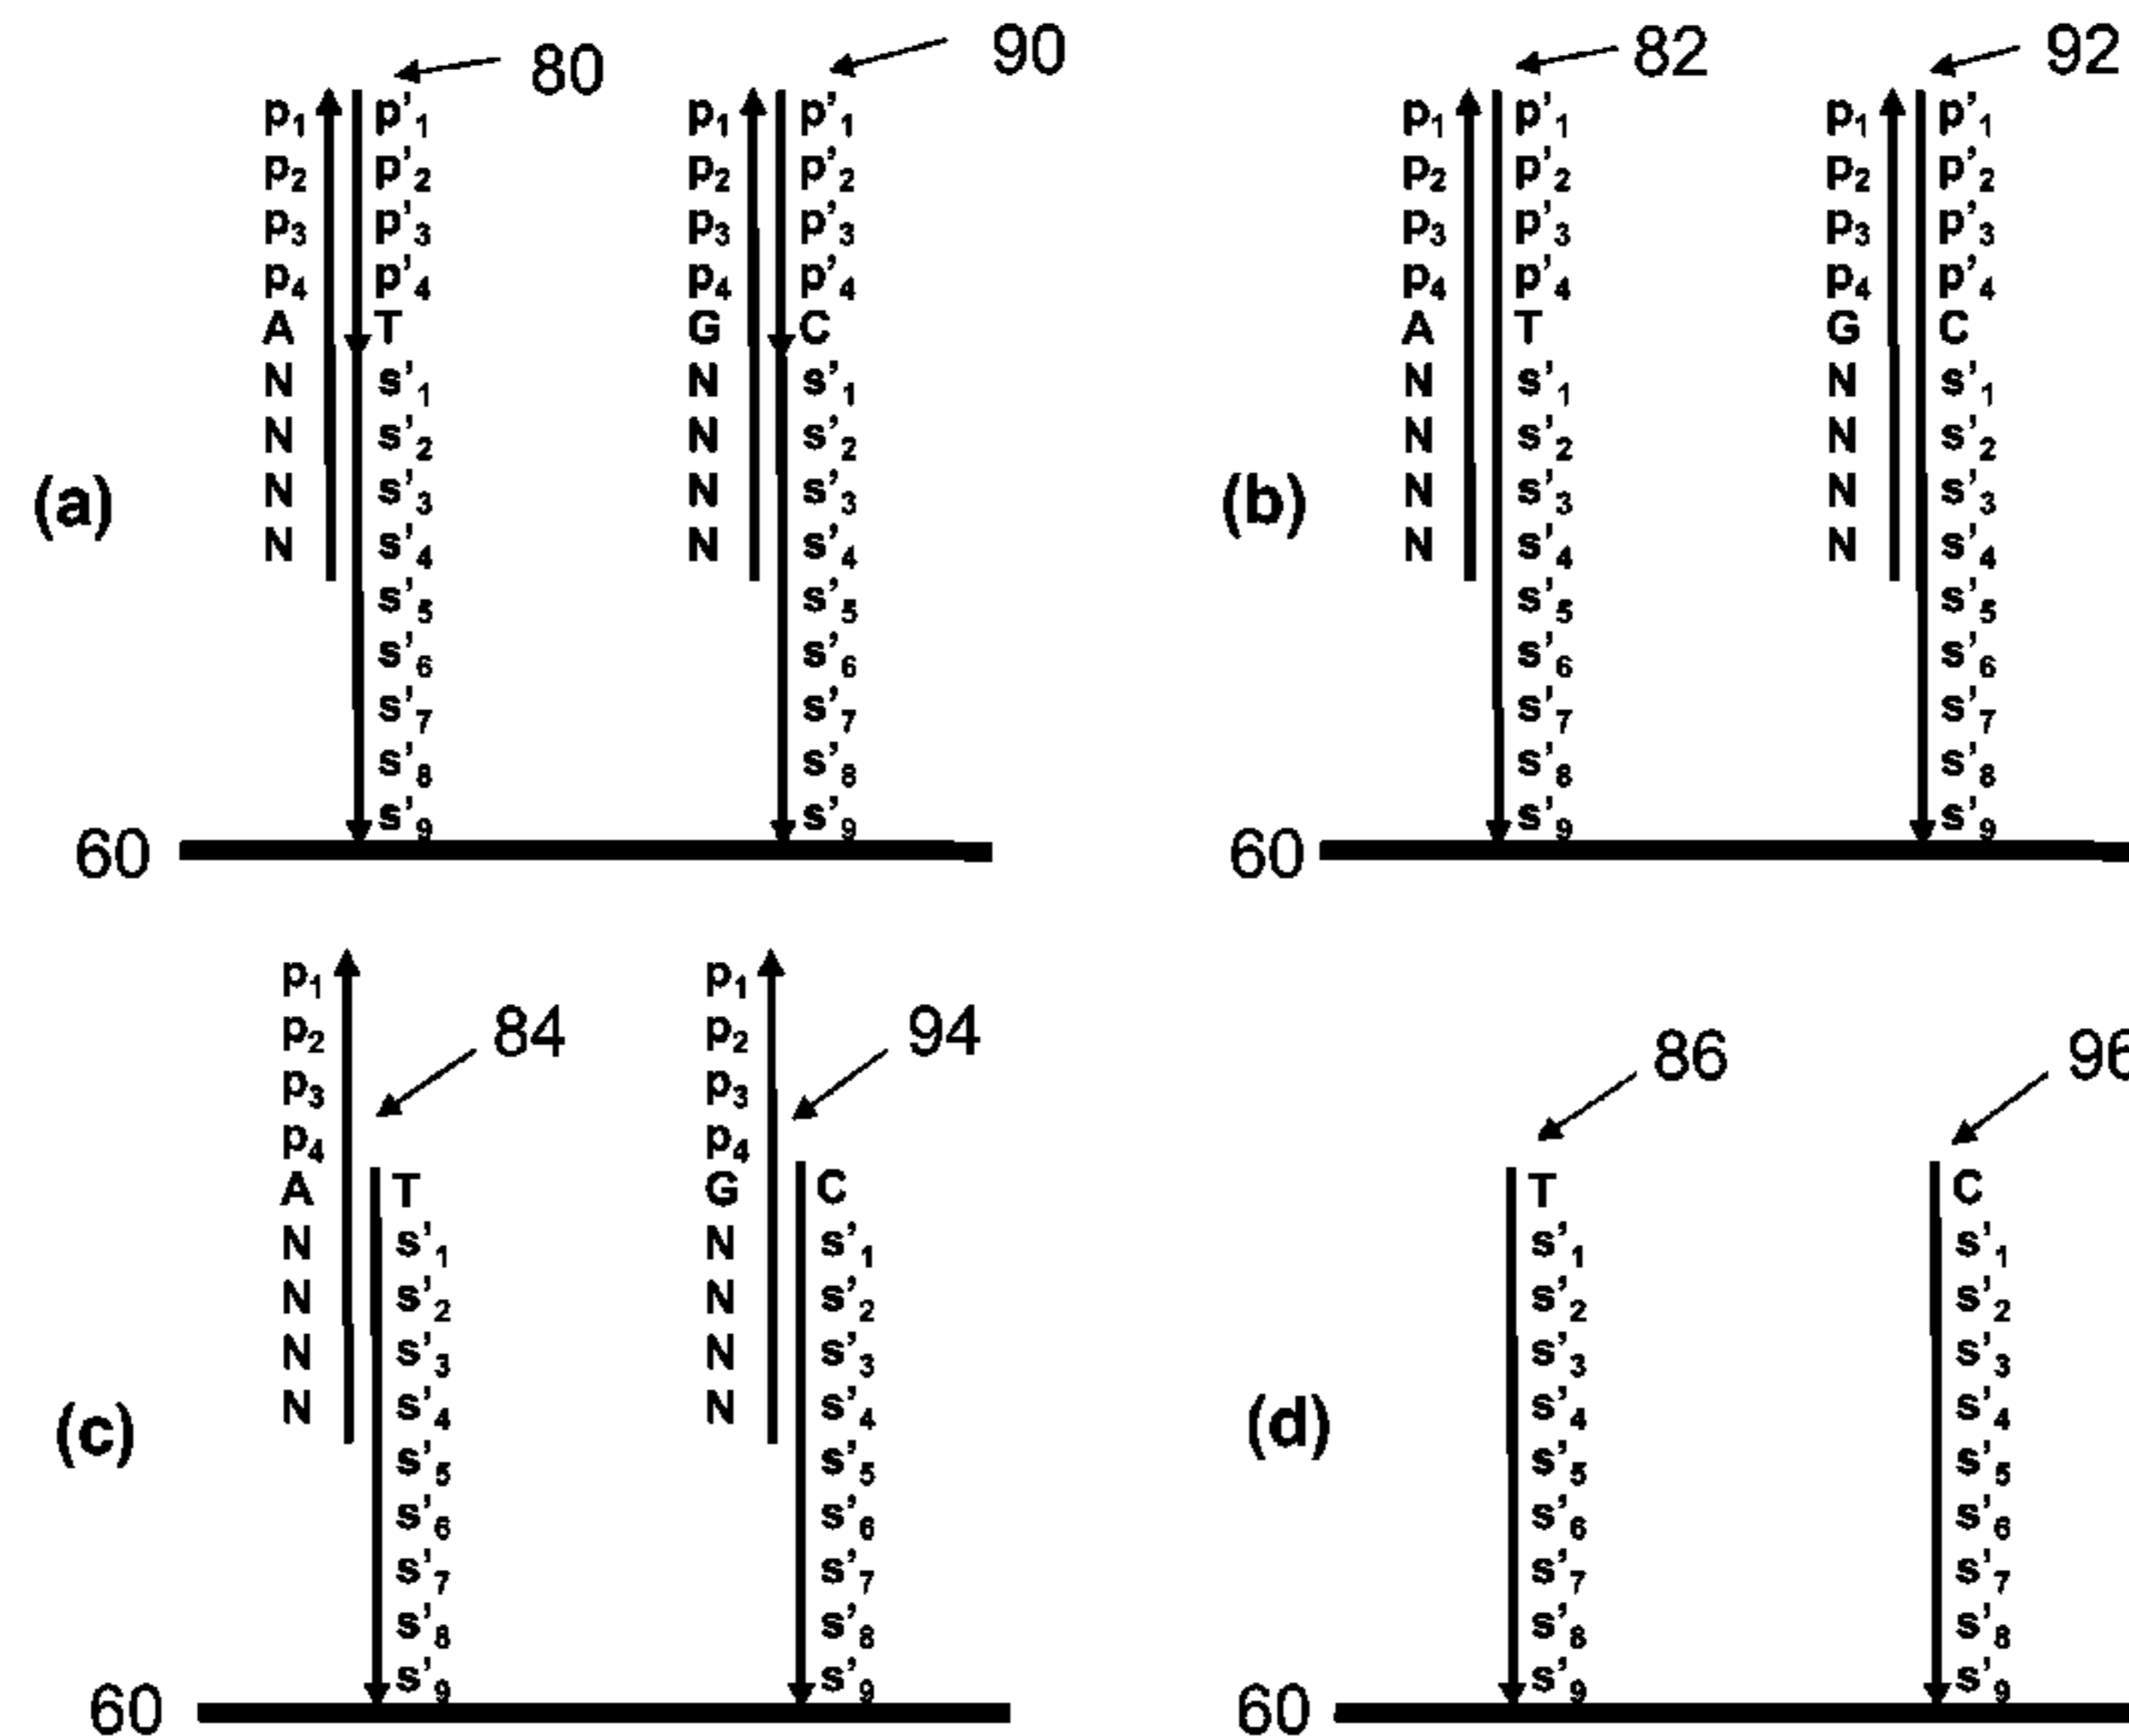 80 90 82 92
p1 p'1 p1 p'1 p1 p'1 p1 p'1
p2 p'2 p2 p'2 p2 p'2 p2 p'2
p3 p'3 p3 p'3 p3 p'3 p3 p'3
p4 p'4 p4 p'4 p4 p'4 p4 p'4
A T G C A T G C
N s'1 N s'1 N s'1 N s'1
N s'2 N s'2 N s'2 N s'2
(a) N s'3 N s'3 (b) N s'3 N s'3
N s'4 N s'4 N s'4 N s'4
s'5 s'5 s'5 s'5
s'6 s'6 s'6 s'6
s'7 s'7 s'7 s'7
s'8 s'8 s'8 s'8
s'9 s'9 s'9 s'9
60 60
p1 p1
p2 84 p2 94 86 96
p3 p3
p4 p4
A T G C T C
N s'1 N s'1 s'1 s'1
N s'2 N s'2 s'2 s'2
N s'3 N s'3 s'3 s'3
(c) N s'4 N s'4 (d) s'4 s'4
s'5 s'5 s'5 s'5
s'6 s'6 s'6 s'6
s'7 s'7 s'7 s'7
s'8 s'8 s'8 s'8
s'9 s'9 s'9 s'9
60 60